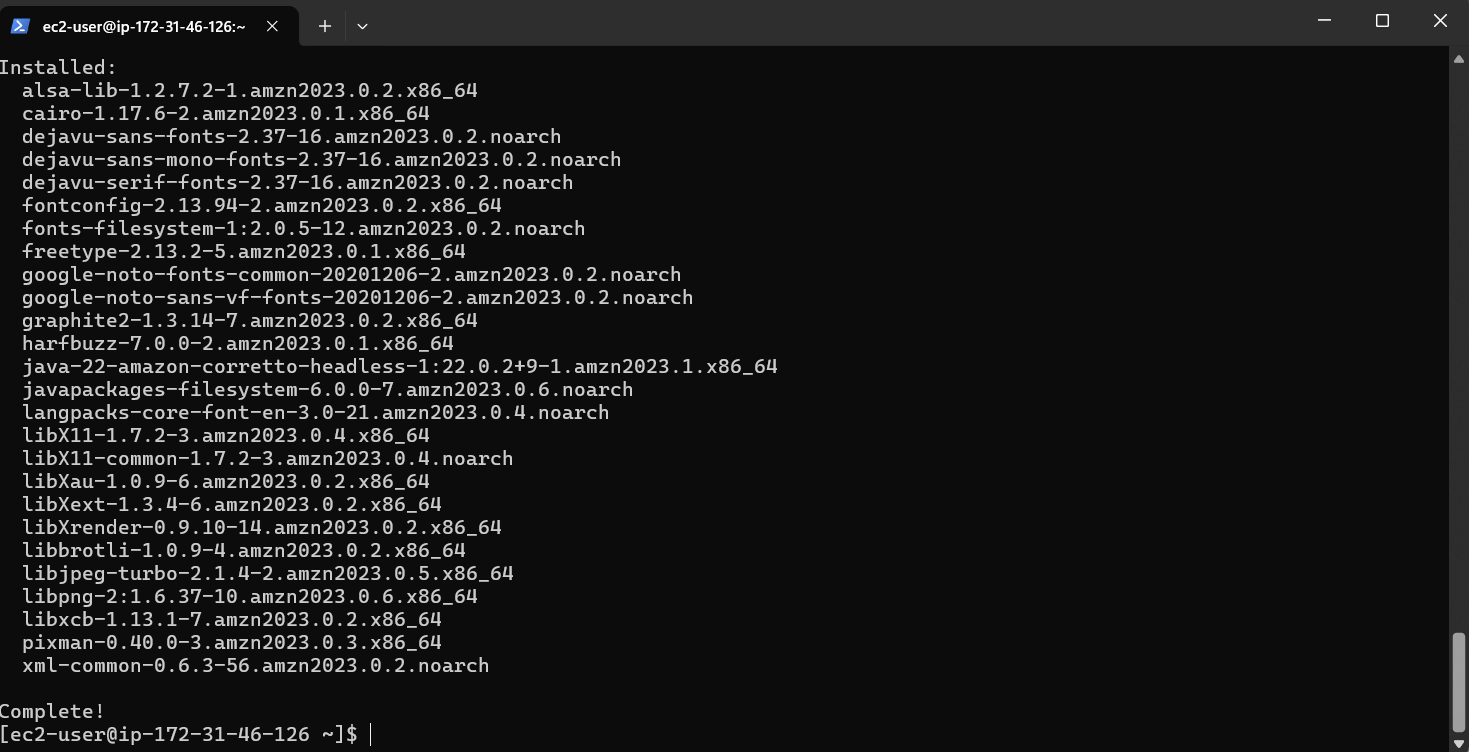 ec2-user@ip-172-31-46-126:~
Installed:
  alsa-lib-1.2.7.2-1.amzn2023.0.2.x86_64
  cairo-1.17.6-2.amzn2023.0.1.x86_64
  dejavu-sans-fonts-2.37-16.amzn2023.0.2.noarch
  dejavu-sans-mono-fonts-2.37-16.amzn2023.0.2.noarch
  dejavu-serif-fonts-2.37-16.amzn2023.0.2.noarch
  fontconfig-2.13.94-2.amzn2023.0.2.x86_64
  fonts-filesystem-1:2.0.5-12.amzn2023.0.2.noarch
  freetype-2.13.2-5.amzn2023.0.1.x86_64
  google-noto-fonts-common-20201206-2.amzn2023.0.2.noarch
  google-noto-sans-vf-fonts-20201206-2.amzn2023.0.2.noarch
  graphite2-1.3.14-7.amzn2023.0.2.x86_64
  harfbuzz-7.0.0-2.amzn2023.0.1.x86_64
  java-22-amazon-corretto-headless-1:22.0.2+9-1.amzn2023.1.x86_64
  javapackages-filesystem-6.0.0-7.amzn2023.0.6.noarch
  langpacks-core-font-en-3.0-21.amzn2023.0.4.noarch
  libX11-1.7.2-3.amzn2023.0.4.x86_64
  libX11-common-1.7.2-3.amzn2023.0.4.noarch
  libXau-1.0.9-6.amzn2023.0.2.x86_64
  libXext-1.3.4-6.amzn2023.0.2.x86_64
  libXrender-0.9.10-14.amzn2023.0.2.x86_64
  libbrotli-1.0.9-4.amzn2023.0.2.x86_64
  libjpeg-turbo-2.1.4-2.amzn2023.0.5.x86_64
  libpng-2:1.6.37-10.amzn2023.0.6.x86_64
  libxcb-1.13.1-7.amzn2023.0.2.x86_64
  pixman-0.40.0-3.amzn2023.0.3.x86_64
  xml-common-0.6.3-56.amzn2023.0.2.noarch
Complete!
[ec2-user@ip-172-31-46-126 ~]$